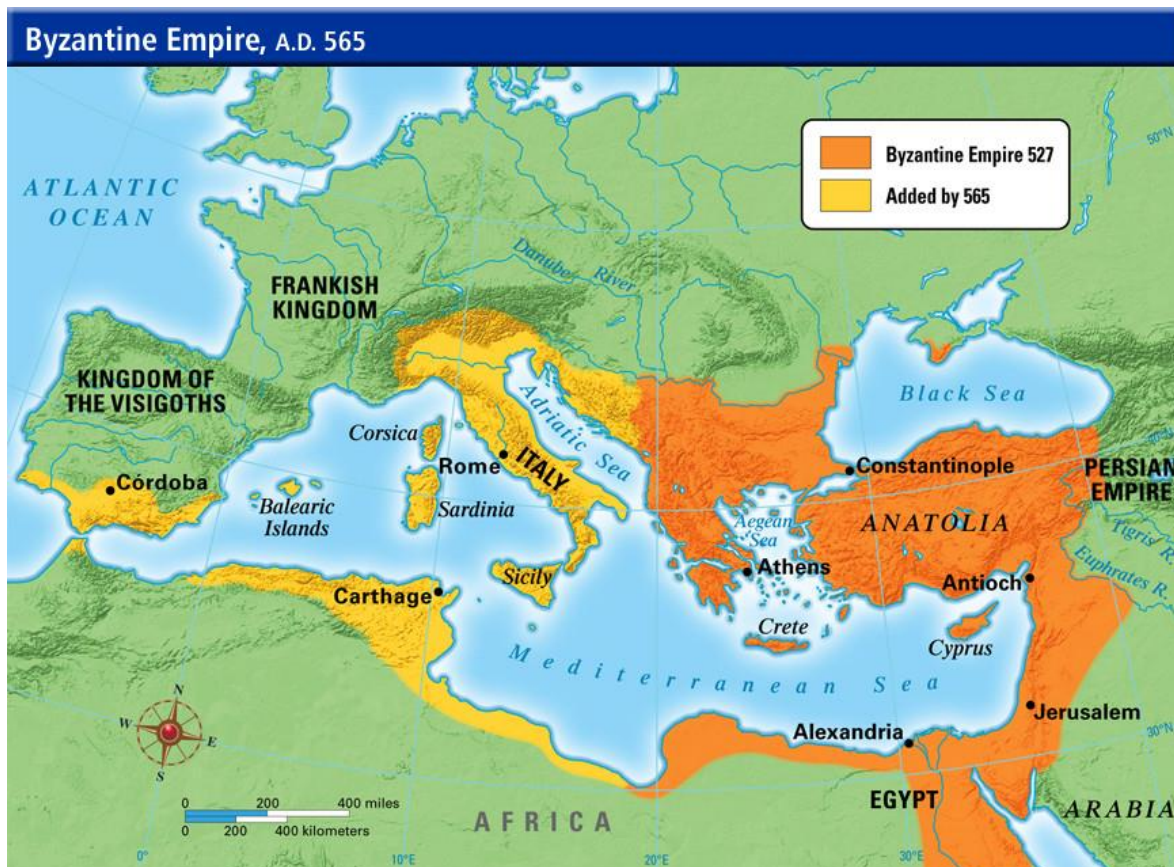 Byzantine Empire, A.D. 565
Byzantine Empire 527
Added by 565
50°N
ATLANTIC
OCEAN
Danube River
FRANKISH
KINGDOM
KINGDOM OF
THE VISIGOTHS
Black Sea
Adriatic Sea
Corsica
40°N
Rome
ITALY
Constantinople
PERSIAN
EMPIRE
Córdoba
Balearic
Islands
Sardinia
Aegean
Sea
ANATOLIA
Tigris R.
Euphrates R.
Sicily
Athens
Antioch
Carthage
Crete
Cyprus
Mediterranean Sea
N
W
E
S
Jerusalem
Alexandria
30°N
0 200 400 miles
0 200 400 kilometers
AFRICA
EGYPT
ARABIA
0°
10°E
20°E
30°E
40°E